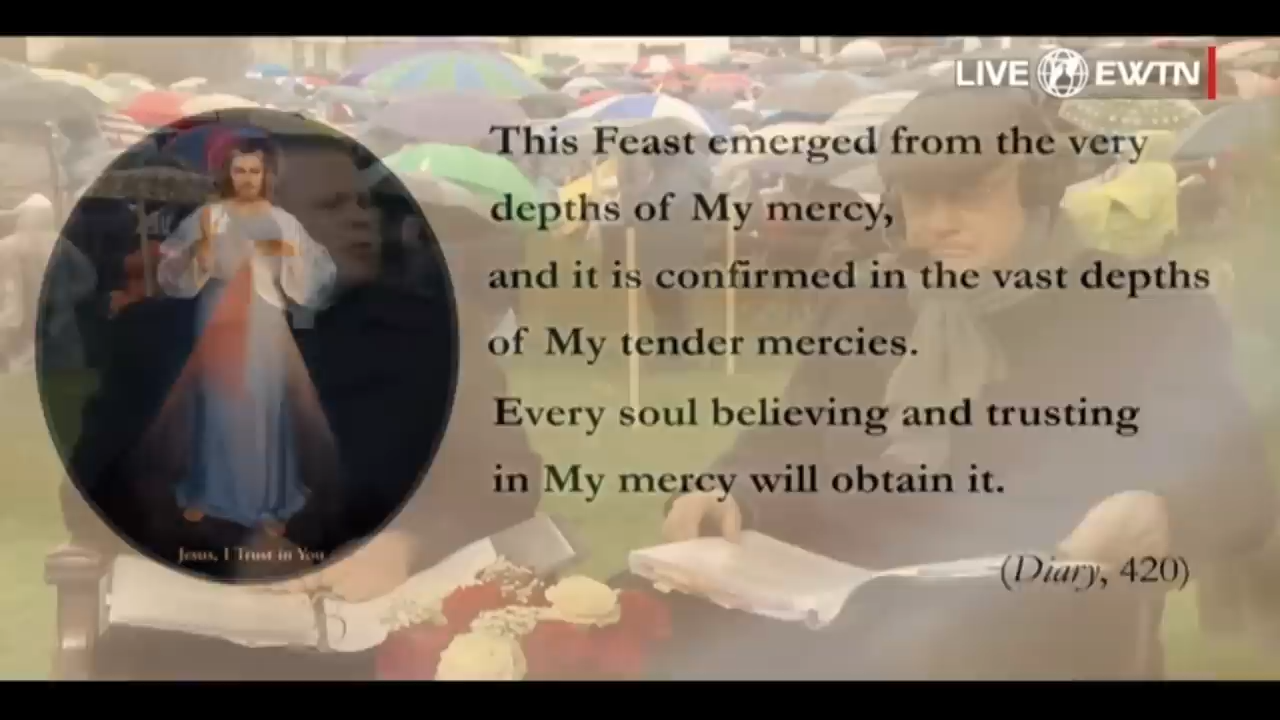 LIVE EWTN
This Feast emerged from the very
depths of My mercy,
and it is confirmed in the vast depths
of My tender mercies.
Every soul believing and trusting
in My mercy will obtain it.
(Diary, 420)
Jesus, I Trust in You